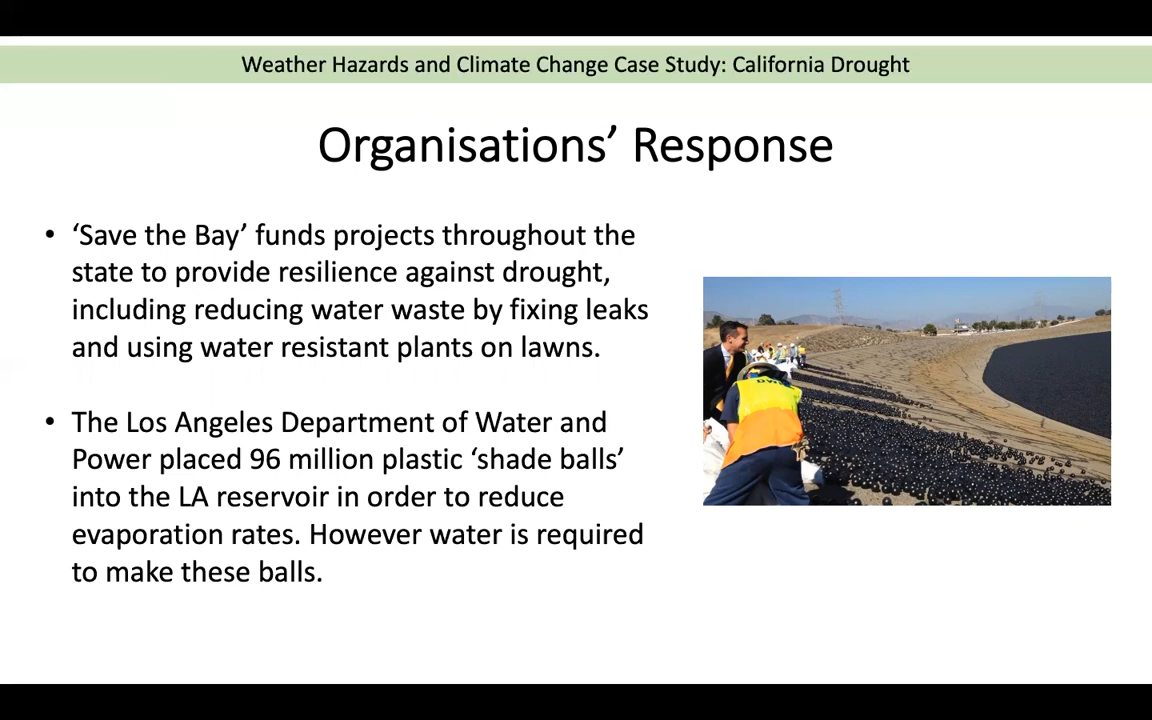 Weather Hazards and Climate Change Case Study: California Drought
Organisations’ Response
• ‘Save the Bay’ funds projects throughout the
state to provide resilience against drought,
including reducing water waste by fixing leaks
and using water resistant plants on lawns.
• The Los Angeles Department of Water and
Power placed 96 million plastic ‘shade balls’
into the LA reservoir in order to reduce
evaporation rates. However water is required
to make these balls.